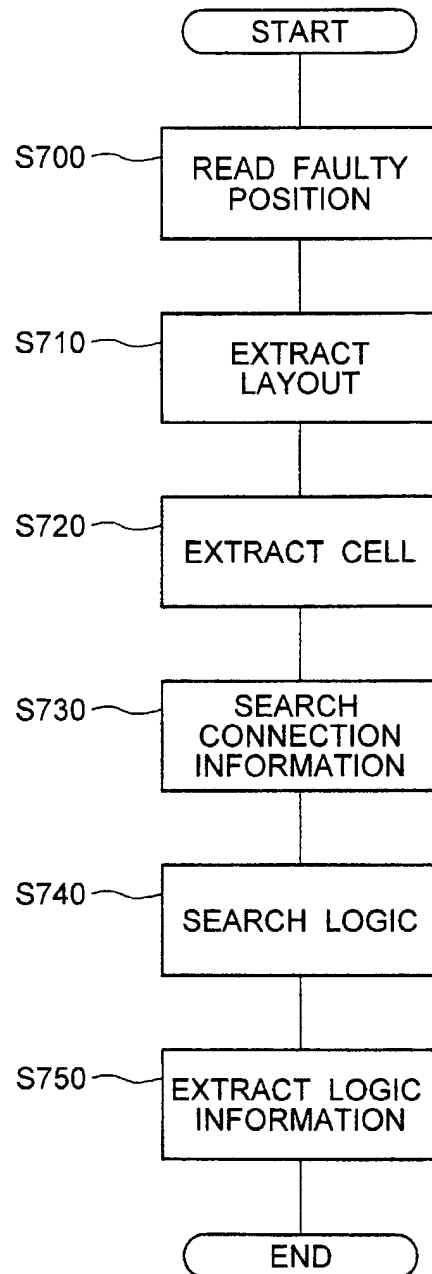 START
S700
READ FAULTY
POSITION
S710
EXTRACT
LAYOUT
S720
EXTRACT CELL
S730
SEARCH
CONNECTION
INFORMATION
S740
SEARCH LOGIC
S750
EXTRACT LOGIC
INFORMATION
END